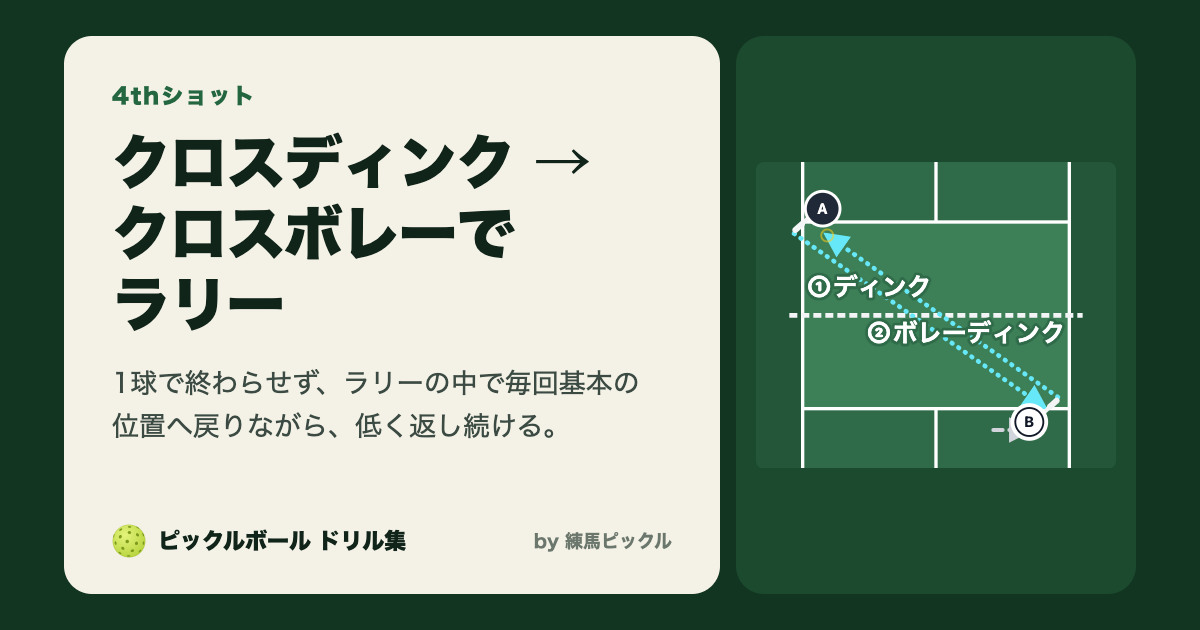 4thショット
クロスディンク →
クロスボレーで
ラリー
1球で終わらせず、ラリーの中で毎回基本の
位置へ戻りながら、低く返し続ける。
ピックルボール ドリル集
by 練馬ピックル
A
①ディンク
②ボレーディンク
B